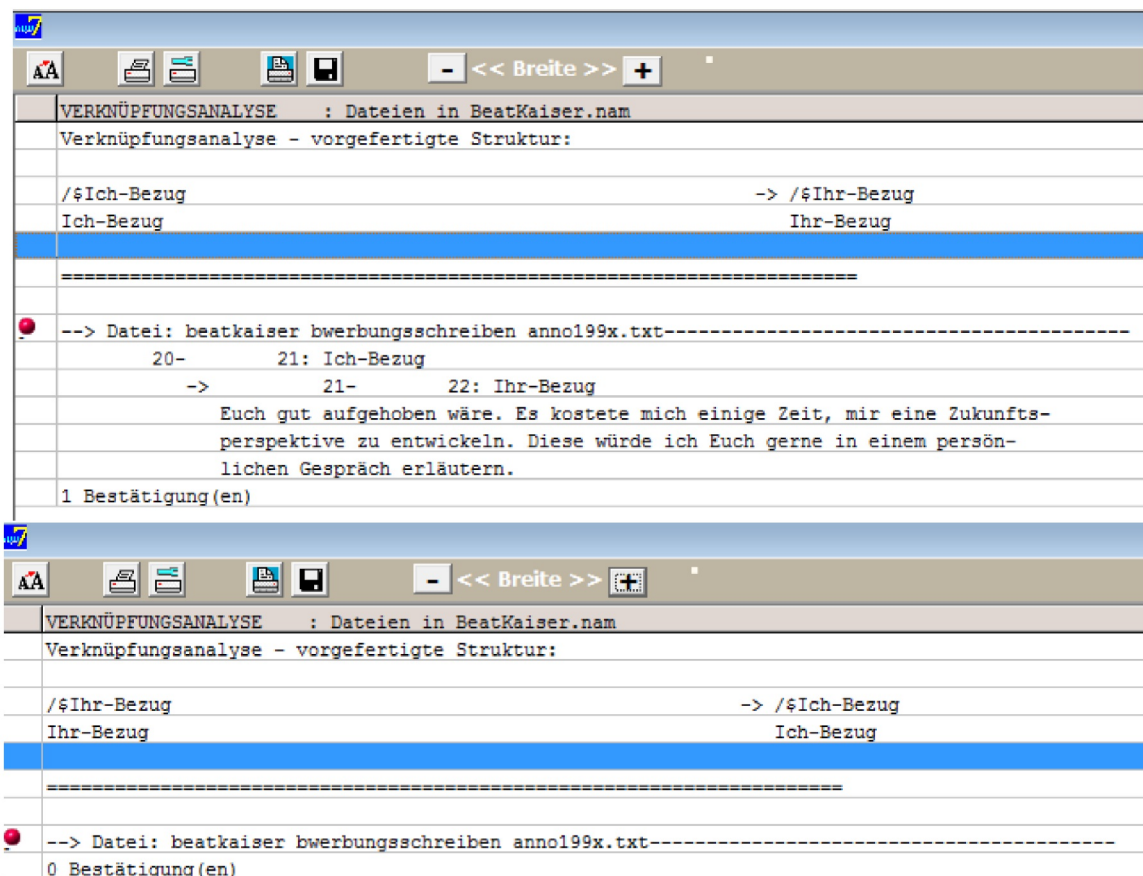 AA - << Breite >> +
VERKNÜPFUNGSANALYSE : Dateien in BeatKaiser.nam
Verknüpfungsanalyse - vorgefertigte Struktur:
/$Ich-Bezug -> /$Ihr-Bezug
Ich-Bezug Ihr-Bezug
======================================================================
--> Datei: beatkaiser bwerbungsschreiben anno199x.txt-----------------------------------------
20- 21: Ich-Bezug
-> 21- 22: Ihr-Bezug
Euch gut aufgehoben wäre. Es kostete mich einige Zeit, mir eine Zukunfts-
perspektive zu entwickeln. Diese würde ich Euch gerne in einem persön-
lichen Gespräch erläutern.
1 Bestätigung(en)
AA - << Breite >> +
VERKNÜPFUNGSANALYSE : Dateien in BeatKaiser.nam
Verknüpfungsanalyse - vorgefertigte Struktur:
/$Ihr-Bezug -> /$Ich-Bezug
Ihr-Bezug Ich-Bezug
======================================================================
--> Datei: beatkaiser bwerbungsschreiben anno199x.txt-----------------------------------------
0 Bestätigung(en)